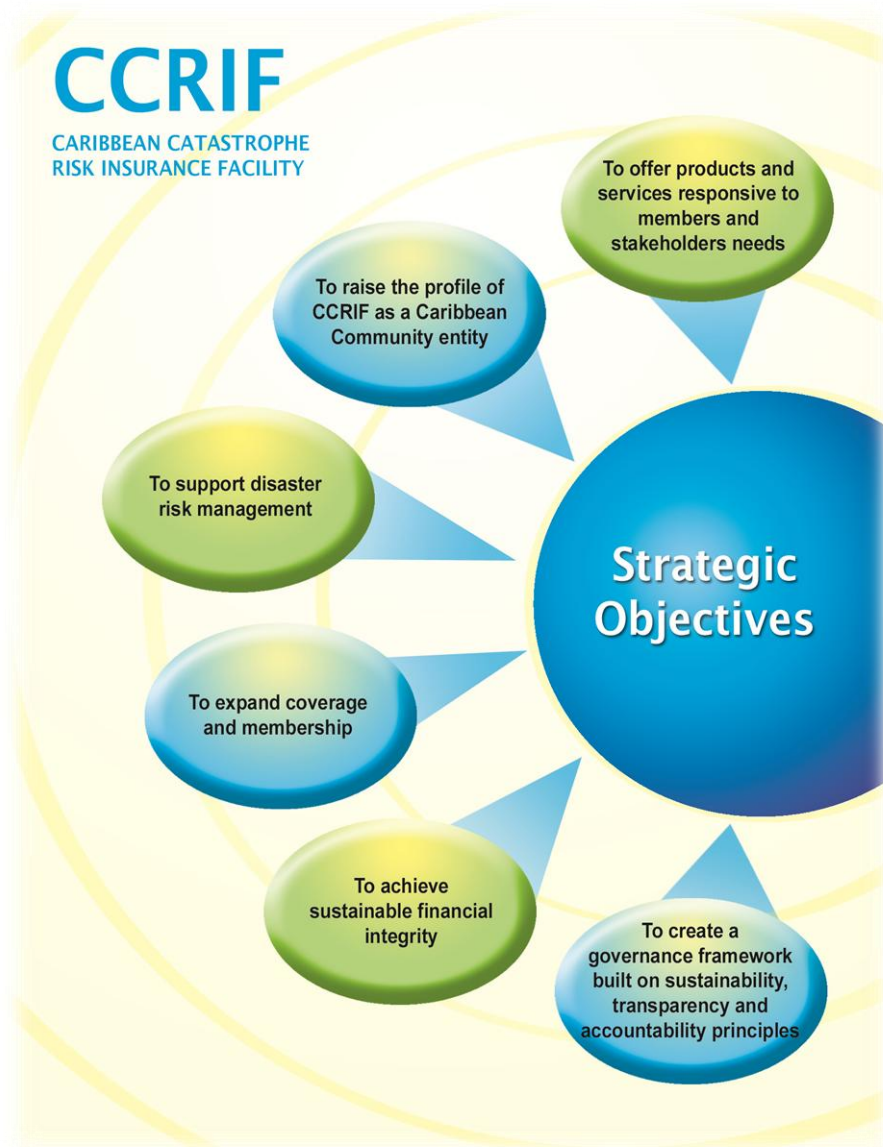 CCRIF
CARIBBEAN CATASTROPHE
RISK INSURANCE FACILITY
To offer products and
services responsive to
members and
stakeholders needs
To raise the profile of
CCRIF as a Caribbean
Community entity
To support disaster
risk management
Strategic
Objectives
To expand coverage
and membership
To achieve
sustainable financial
integrity
To create a
governance framework
built on sustainability,
transparency and
accountability principles